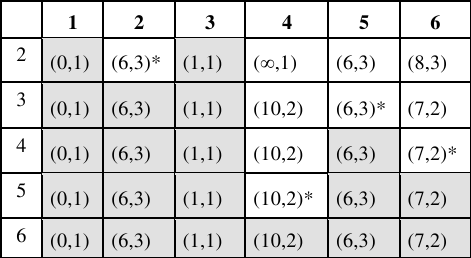 1 2 3 4 5 6
2 (0,1) (6,3)* (1,1) (∞,1) (6,3) (8,3)
3 (0,1) (6,3) (1,1) (10,2) (6,3)* (7,2)
4 (0,1) (6,3) (1,1) (10,2) (6,3) (7,2)*
5 (0,1) (6,3) (1,1) (10,2)* (6,3) (7,2)
6 (0,1) (6,3) (1,1) (10,2) (6,3) (7,2)